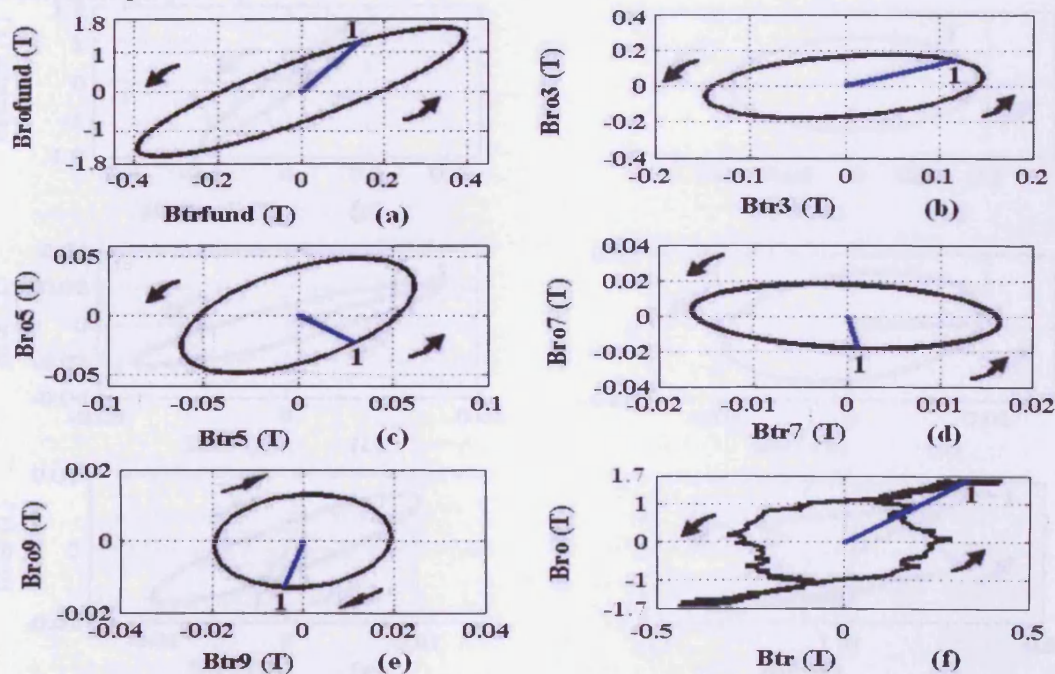 Brofund (T)
1.8
1
0
-1
1.8
1
-0.4 -0.2 0 0.2 0.4
Btrfund (T) (a)
Bro3 (T)
0.4
0.2
0
-0.2
-0.4
1
-0.2 -0.1 0 0.1 0.2
Btr3 (T) (b)
Bro5 (T)
0.05
0
-0.05
1
-0.1 -0.05 0 0.05 0.1
Btr5 (T) (c)
Bro7 (T)
0.04
0.02
0
-0.02
-0.04
1
-0.02 -0.01 0 0.01 0.02
Btr7 (T) (d)
Bro9 (T)
0.02
0
-0.02
1
-0.04 -0.02 0 0.02 0.04
Btr9 (T) (e)
Bro (T)
1.7
1
0
-1
-1.7
1
-0.5 0 0.5
Btr (T) (f)